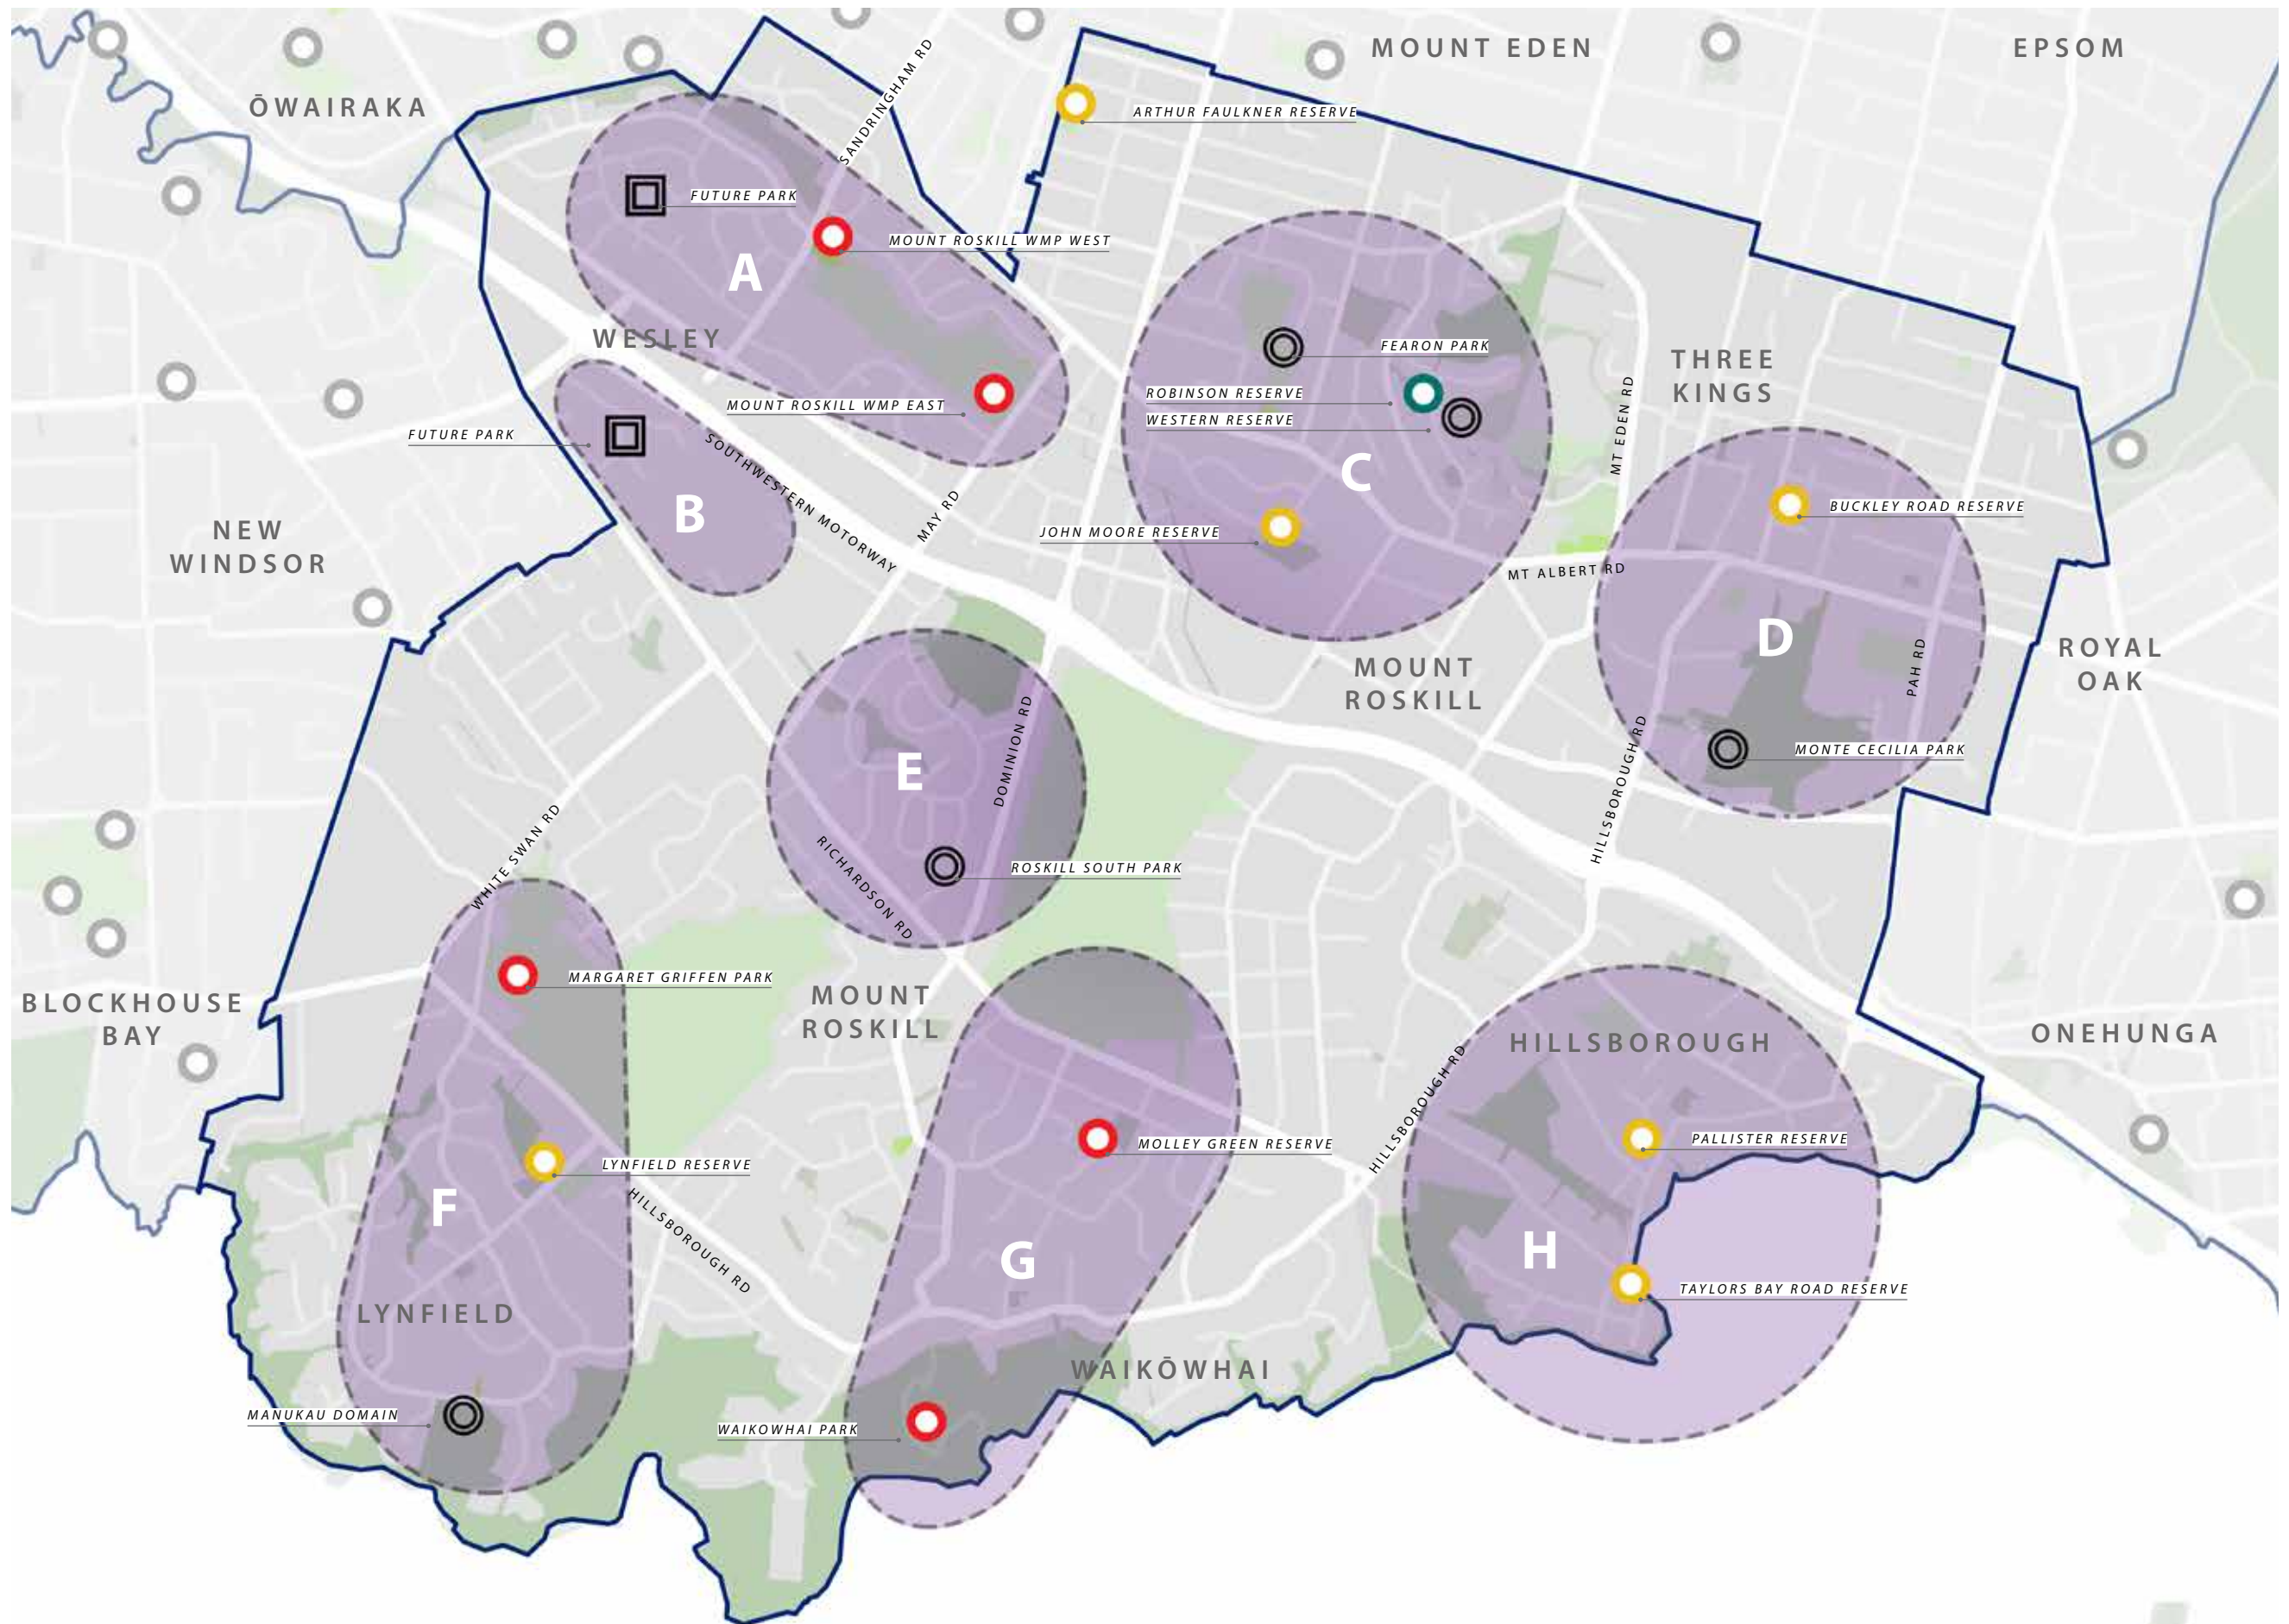 MOUNT EDEN
EPSOM
ŌWAIRAKA
SANDRINGHAM RD
ARTHUR FAULKNER RESERVE
FUTURE PARK
MOUNT ROSKILL WMP WEST
A
WESLEY
FEARON PARK
THREE
KINGS
ROBINSON RESERVE
MOUNT ROSKILL WMP EAST
WESTERN RESERVE
MT EDEN RD
FUTURE PARK
SOUTHWESTERN MOTORWAY
C
B
MAY RD
BUCKLEY ROAD RESERVE
NEW
WINDSOR
JOHN MOORE RESERVE
MT ALBERT RD
D
PAH RD
ROYAL
OAK
MOUNT
ROSKILL
E
DOMINION RD
MONTE CECILIA PARK
HILLSBOROUGH RD
WHITE SWAN RD
RICHARDSON RD
ROSKILL SOUTH PARK
MARGARET GRIFFEN PARK
BLOCKHOUSE
BAY
MOUNT
ROSKILL
HILLSBOROUGH
ONEHUNGA
HILLSBOROUGH RD
MOLLEY GREEN RESERVE
PALLISTER RESERVE
LYNFIELD RESERVE
F
HILLSBOROUGH RD
G
H
TAYLORS BAY ROAD RESERVE
LYNFIELD
WAIKŌWHAI
MANUKAU DOMAIN
WAIKOWHAI PARK